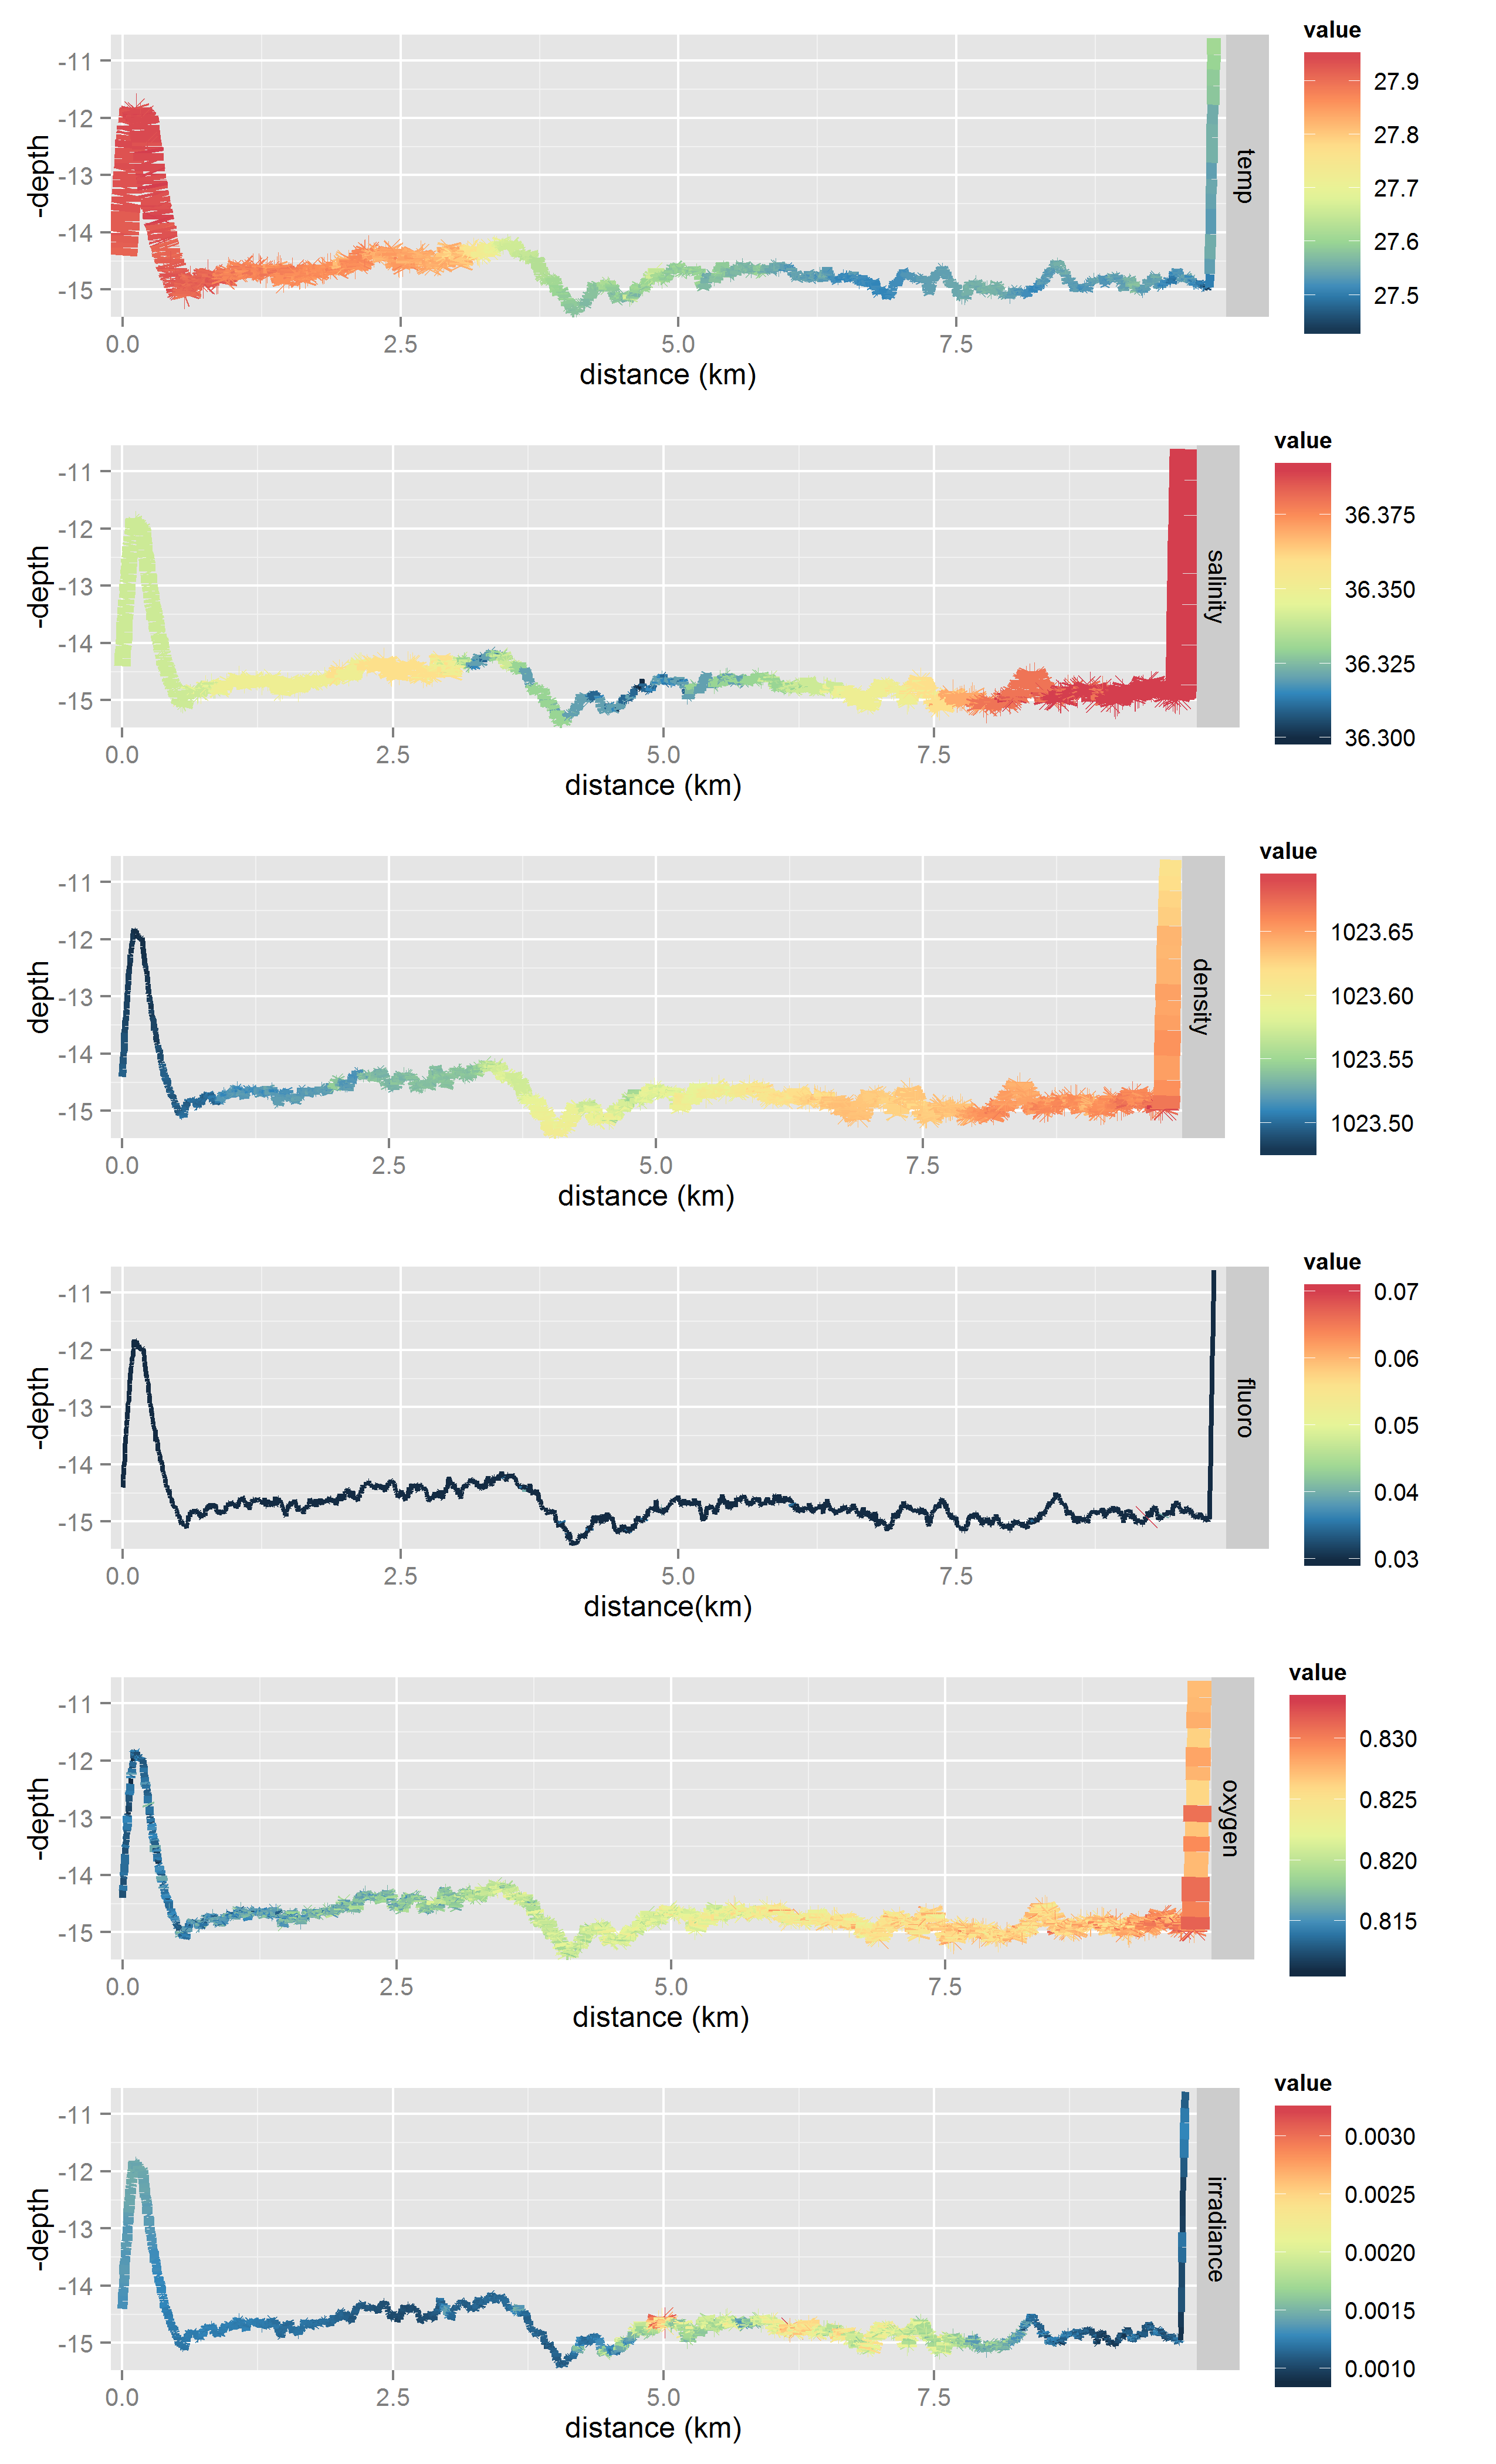 value
-11
-12
-13
-14
-15
-depth
temp
27.9
27.8
27.7
27.6
27.5
0.0 2.5 5.0 7.5
distance (km)
value
-11
-12
-13
-14
-15
-depth
salinity
36.375
36.350
36.325
36.300
0.0 2.5 5.0 7.5
distance (km)
value
-11
-12
-13
-14
-15
depth
density
1023.65
1023.60
1023.55
1023.50
0.0 2.5 5.0 7.5
distance (km)
value
-11
-12
-13
-14
-15
-depth
fluoro
0.07
0.06
0.05
0.04
0.03
0.0 2.5 5.0 7.5
distance(km)
value
-11
-12
-13
-14
-15
-depth
oxygen
0.830
0.825
0.820
0.815
0.0 2.5 5.0 7.5
distance (km)
value
-11
-12
-13
-14
-15
-depth
irradiance
0.0030
0.0025
0.0020
0.0015
0.0010
0.0 2.5 5.0 7.5
distance (km)